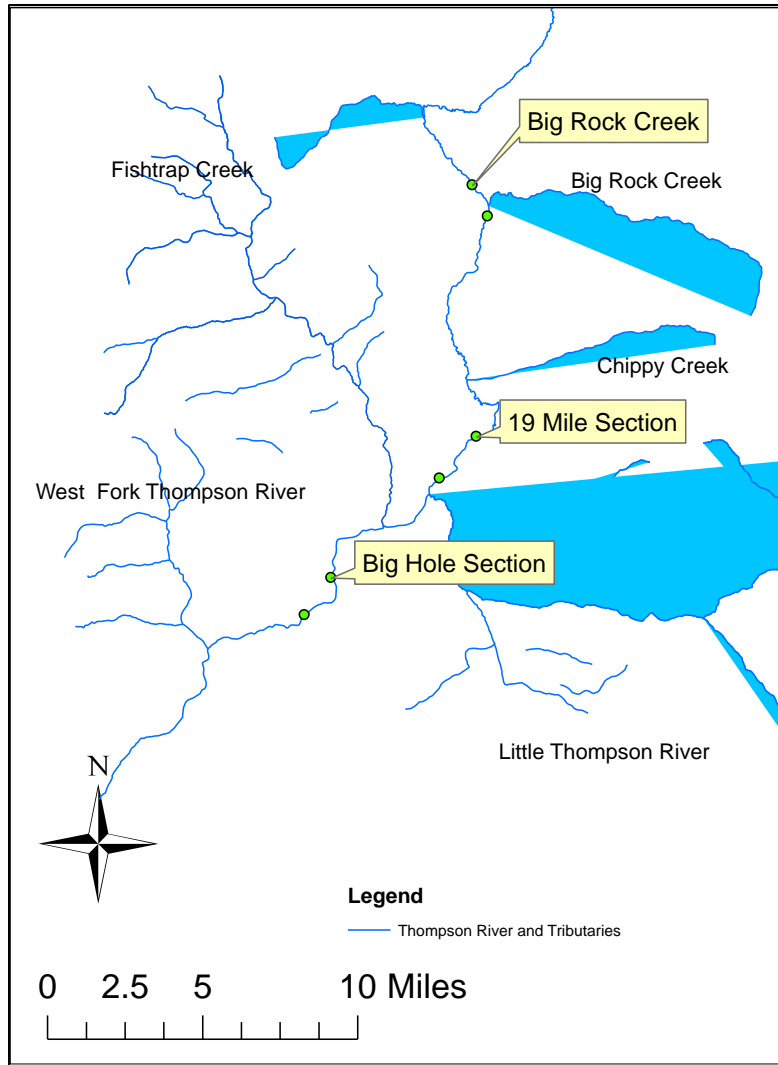 Big Rock Creek
Fishtrap Creek
Big Rock Creek
Chippy Creek
19 Mile Section
West Fork Thompson River
Big Hole Section
Little Thompson River
N
Legend
Thompson River and Tributaries
0 2.5 5 10 Miles